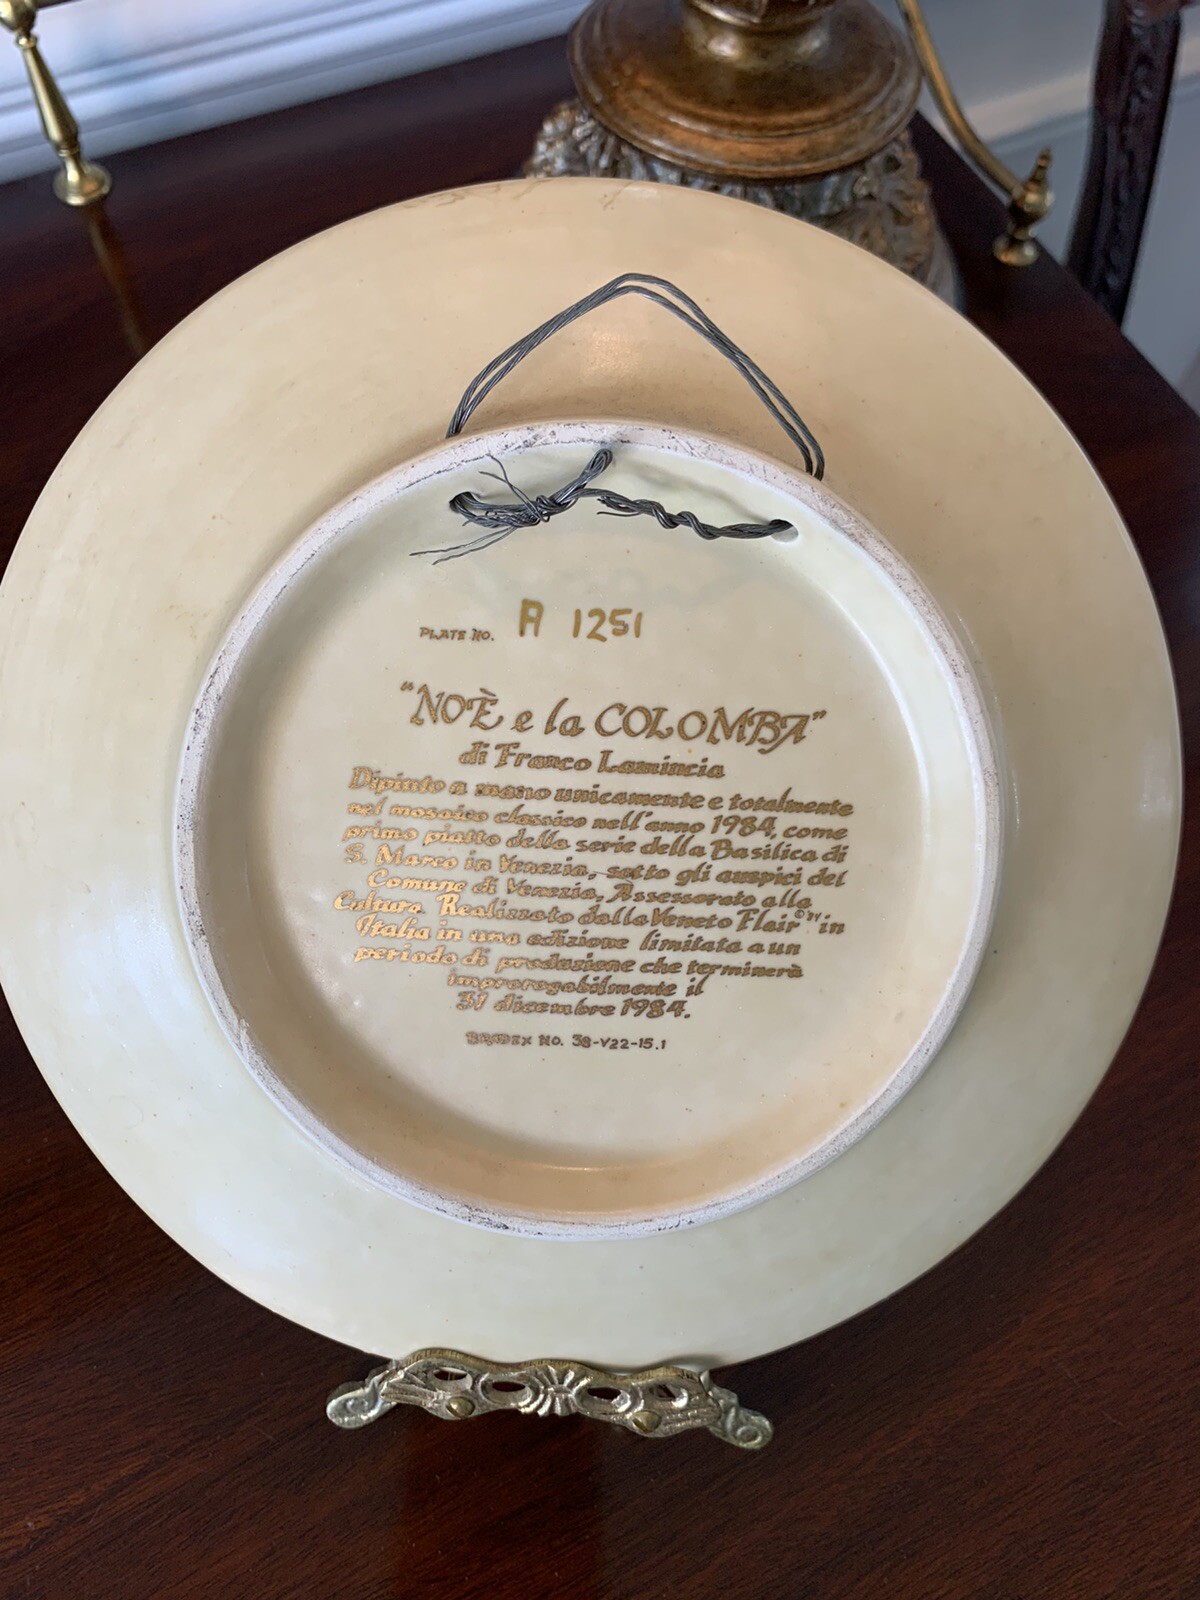 PLATE NO. A 1251
"NOÈ e la COLOMBA"
di Franco Lamincia
Dipinto a mano unicamente e totalmente
nel mosaico classico nell'anno 1984, come
primo piatto della serie della Basilica di
S. Marco in Venezia, sotto gli auspici del
Comune di Venezia, Assessorato alla
Cultura. Realizzato dalla Veneto Flair ©'84 in
Italia in una edizione limitata a un
periodo di produzione che terminerà
improrogabilmente il
31 dicembre 1984.
BRADEX NO. 38-V22-15.1